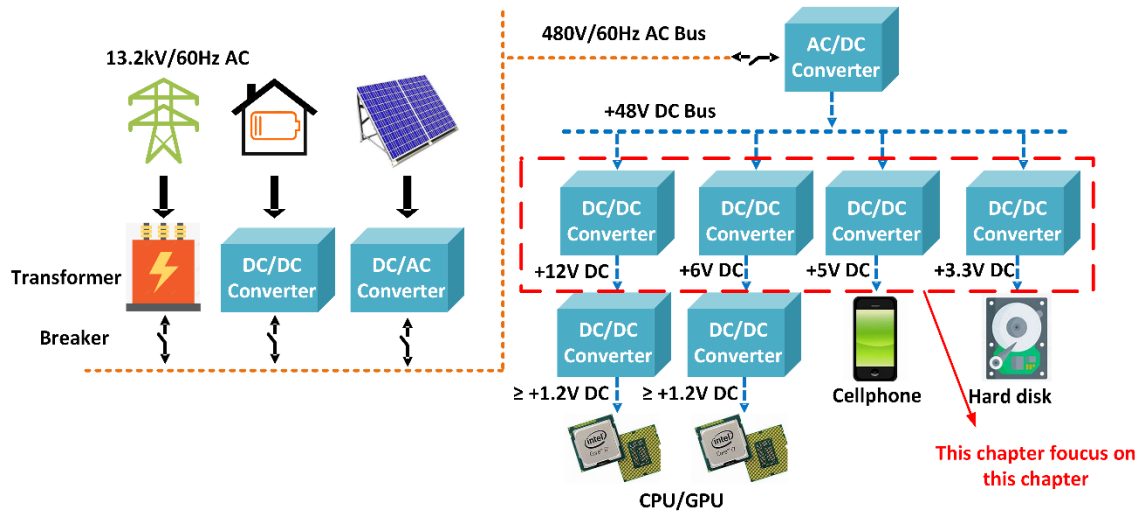 13.2kV/60Hz AC
480V/60Hz AC Bus
AC/DC
Converter
+48V DC Bus
DC/DC
Converter
DC/DC
Converter
DC/DC
Converter
DC/DC
Converter
Transformer
DC/DC
Converter
DC/AC
Converter
+12V DC
+6V DC
+5V DC
+3.3V DC
Breaker
DC/DC
Converter
DC/DC
Converter
≥ +1.2V DC
≥ +1.2V DC
Cellphone
Hard disk
intel
intel
CPU/GPU
This chapter foucus on
this chapter